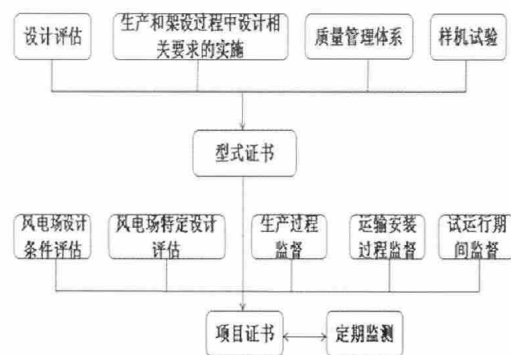 设计评估
生产和架设过程中设计相
关要求的实施
质量管理体系
样机试验
型式证书
风电场设计
条件评估
风电场特定设计
评估
生产过程
监督
运输安装
过程监督
试运行期
间监督
项目证书
定期监测